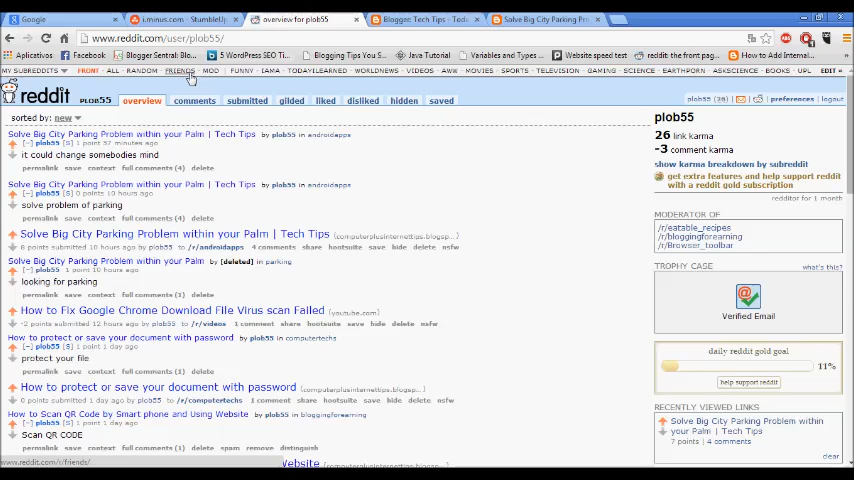 Google
i.minus.com - StumbleU
overview for plob55
Bloggee Tech Tips - Toda
Solve Big City Parking Pr
www.reddit.com/user/plob55/
Aplicativos
Facebook
Blogger Sentral: Blo...
5 WordPress SEO Ti...
Blogging Tips You S...
Java Tutorial
Variables and Types ...
Website speed test
reddit: the front pag...
How to Add Internal...
MY SUBREDDITS
FRONT - ALL - RANDOM - FRIENDS - MOD - FUNNY - IAMA - TODAYILEARNED - WORLDNEWS - VIDEOS - AWW - MOVIES - SPORTS - TELEVISION - GAMING - SCIENCE - EARTHPORN - ASKSCIENCE - BOOKS - UPL
EDIT »
reddit PLOB55 overview comments submitted gilded liked disliked hidden saved
plob55 (26) preferences logout
sorted by: new
Solve Big City Parking Problem within your Palm | Tech Tips by plob55 in androidapps
[-] plob55 [S] 1 point 57 minutes ago
it could change somebodies mind
permalink save context full comments (4) delete
Solve Big City Parking Problem within your Palm | Tech Tips by plob55 in androidapps
[-] plob55 [S] 0 points 10 hours ago
solve problem of parking
permalink save context full comments (4) delete
Solve Big City Parking Problem within your Palm | Tech Tips (computerplusinternettips.blogsp...
8 points submitted 10 hours ago by plob55 to /r/androidapps 4 comments share hootsuite save hide delete nsfw
Solve Big City Parking Problem within your Palm by [deleted] in parking
[-] plob55 1 point 10 hours ago
looking for parking
permalink save context full comments (1) delete
How to Fix Google Chrome Download File Virus scan Failed (youtube.com)
-2 points submitted 12 hours ago by plob55 to /r/videos 1 comment share hootsuite save hide delete nsfw
How to protect or save your document with password by plob55 in computertechs
[-] plob55 [S] 1 point 1 day ago
protect your file
permalink save context full comments (1) delete
How to protect or save your document with password (computerplusinternettips.blogsp...
0 points submitted 1 day ago by plob55 to /r/computertechs 1 comment share hootsuite save hide delete nsfw
How to Scan QR Code by Smart phone and Using Website by plob55 in bloggingforearning
[-] plob55 [S] 1 point 1 day ago
Scan QR CODE
permalink save context full comments (1) delete spam remove distinguish
Website
www.reddit.com/r/friends/
plob55
26 link karma
-3 comment karma
show karma breakdown by subreddit
get extra features and help support reddit
with a reddit gold subscription
redditor for 1 month
MODERATOR OF
/r/eatable_recipes
/r/bloggingforearning
/r/Browser_toolbar
TROPHY CASE
what's this?
Verified Email
daily reddit gold goal
11%
help support reddit
RECENTLY VIEWED LINKS
Solve Big City Parking Problem within
your Palm | Tech Tips
7 points | 4 comments
clear